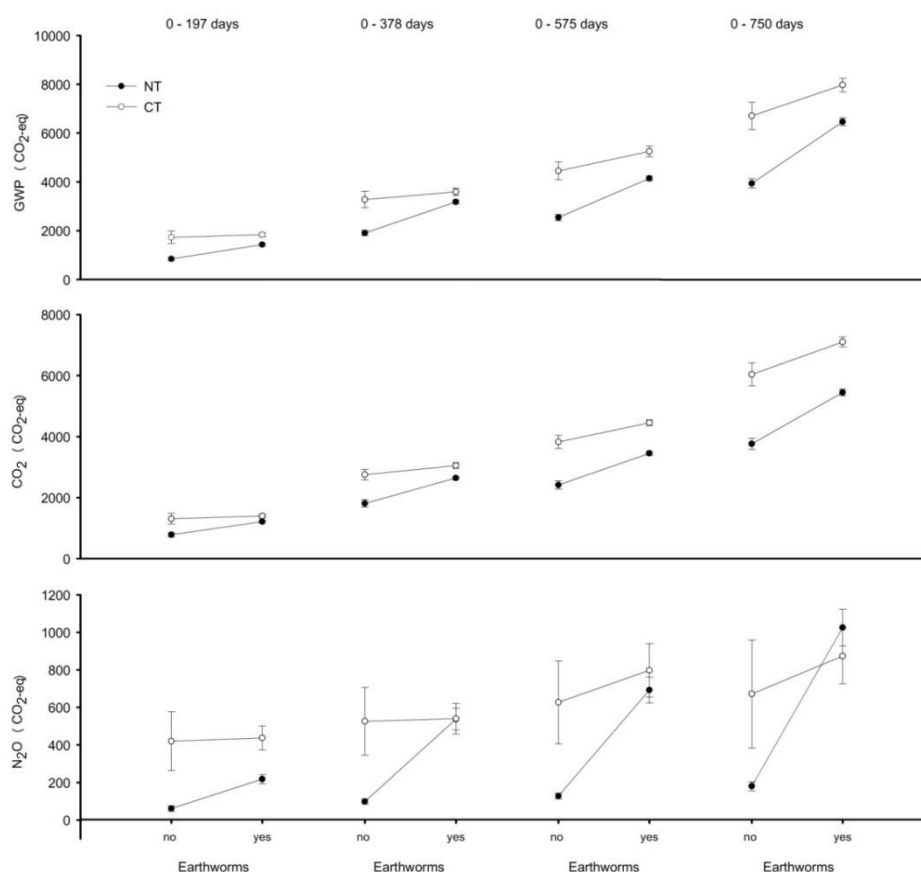 0 - 197 days 0 - 378 days 0 - 575 days 0 - 750 days
10000
8000
6000
4000
2000
0
GWP ( CO2-eq)
NT
CT
8000
6000
4000
2000
0
CO2 ( CO2-eq)
1200
1000
800
600
400
200
0
N2O (CO2-eq)
no yes no yes no yes no yes
Earthworms Earthworms Earthworms Earthworms